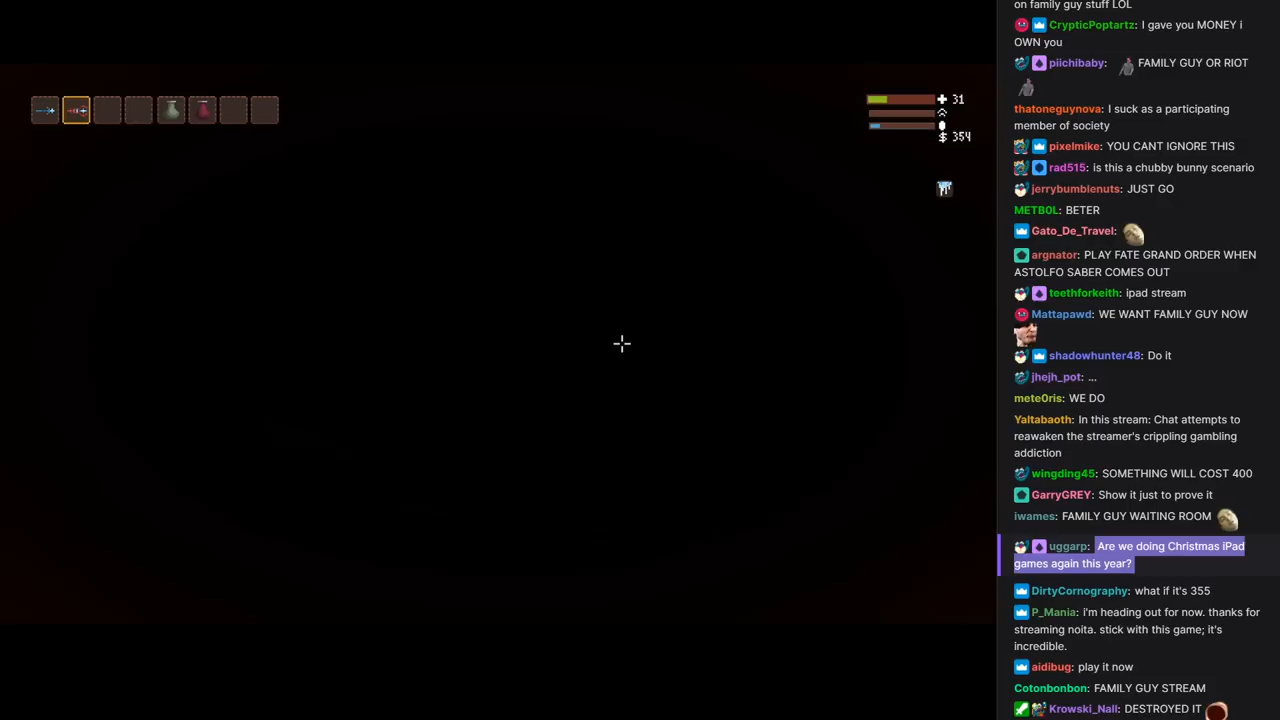 31
$ 354
on family guy stuff LOL
CrypticPoptartz: I gave you MONEY i
OWN you
piichibaby: FAMILY GUY OR RIOT
thatoneguynova: I suck as a participating
member of society
pixelmike: YOU CANT IGNORE THIS
rad515: is this a chubby bunny scenario
jerrybumblenuts: JUST GO
METB0L: BETER
Gato_De_Travel:
argnator: PLAY FATE GRAND ORDER WHEN
ASTOLFO SABER COMES OUT
teethforkeith: ipad stream
Mattapawd: WE WANT FAMILY GUY NOW
shadowhunter48: Do it
jhejh_pot: ...
mete0ris: WE DO
Yaltabaoth: In this stream: Chat attempts to
reawaken the streamer's crippling gambling
addiction
wingding45: SOMETHING WILL COST 400
GarryGREY: Show it just to prove it
iwames: FAMILY GUY WAITING ROOM
uggarp: Are we doing Christmas iPad
games again this year?
DirtyCornography: what if it's 355
P_Mania: i'm heading out for now. thanks for
streaming noita. stick with this game; it's
incredible.
aidibug: play it now
Cotonbonbon: FAMILY GUY STREAM
Krowski_Nall: DESTROYED IT